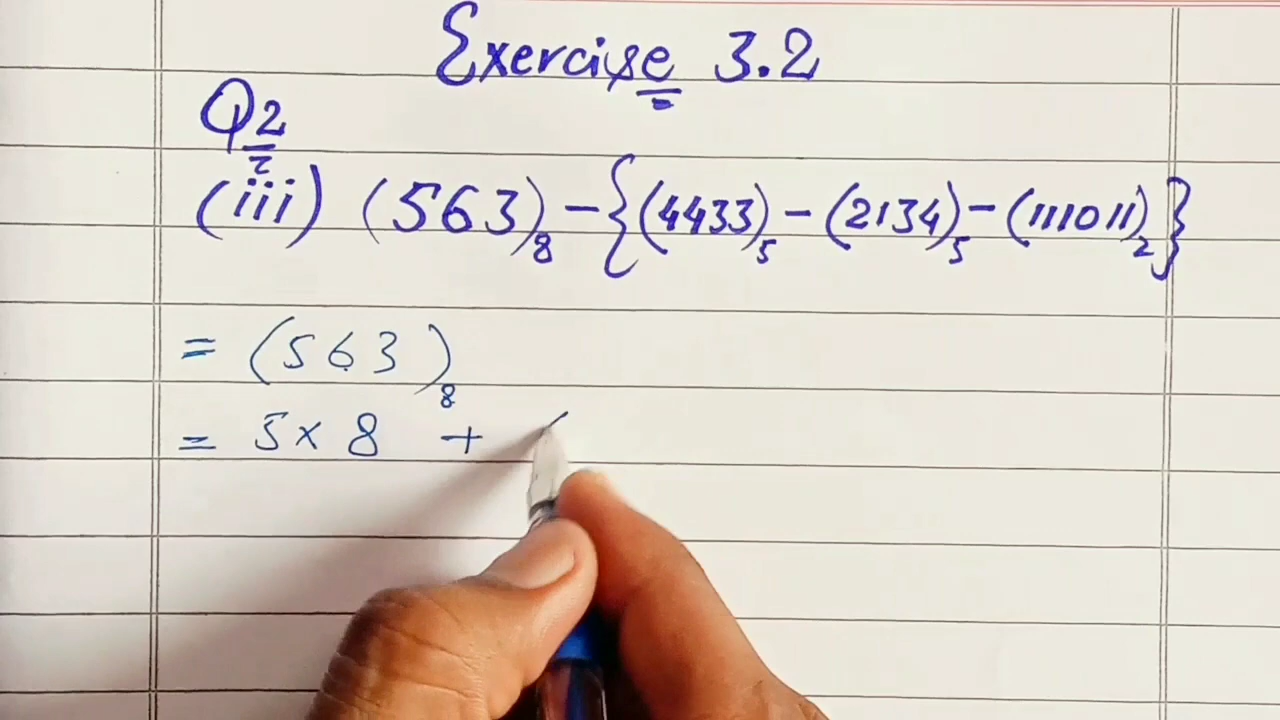 Exercise 3.2
Q2
(iii) (563)₈ - {(4433)₅ - (2134)₅ - (111011)₂}
= (563)₈
= 5 × 8 +